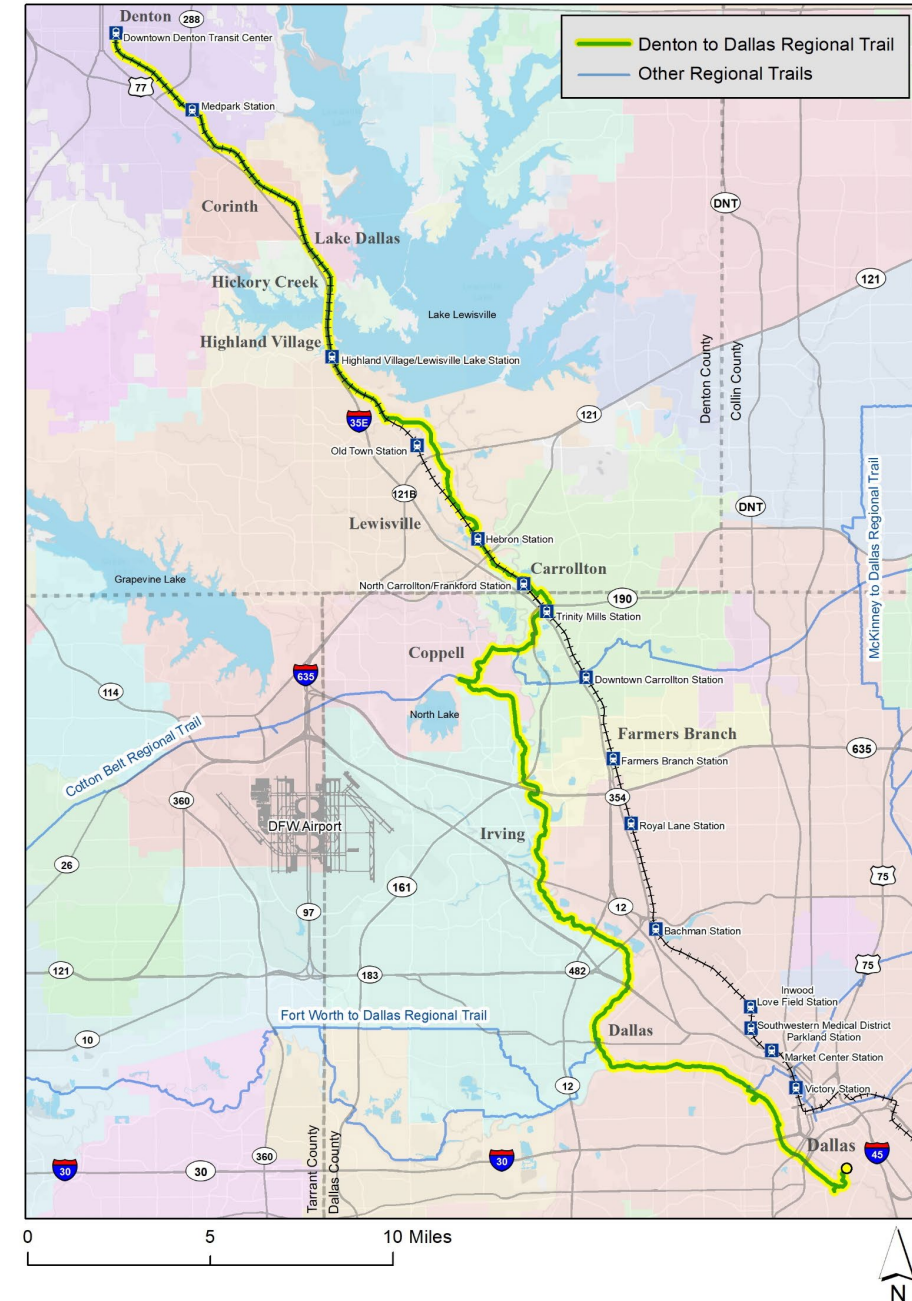 Denton
288
Downtown Denton Transit Center
Denton to Dallas Regional Trail
Other Regional Trails
77
Medpark Station
Corinth
DNT
Lake Dallas
Hickory Creek
121
Lake Lewisville
Highland Village
Highland Village/Lewisville Lake Station
Denton County
Collin County
35E
121
Old Town Station
121B
McKinney to Dallas Regional Trail
DNT
Lewisville
Hebron Station
Grapevine Lake
Carrollton
North Carrollton/Frankford Station
190
Trinity Mills Station
Coppell
635
Downtown Carrollton Station
114
North Lake
Farmers Branch
635
Cotton Belt Regional Trail
Farmers Branch Station
360
354
DFW Airport
Irving
Royal Lane Station
26
161
75
97
12
Bachman Station
121
183
482
75
Inwood
Love Field Station
Fort Worth to Dallas Regional Trail
Southwestern Medical District
Parkland Station
Dallas
10
Market Center Station
12
Victory Station
Dallas
45
360
30
30
30
Tarrant County
Dallas County
0
5
10 Miles
N